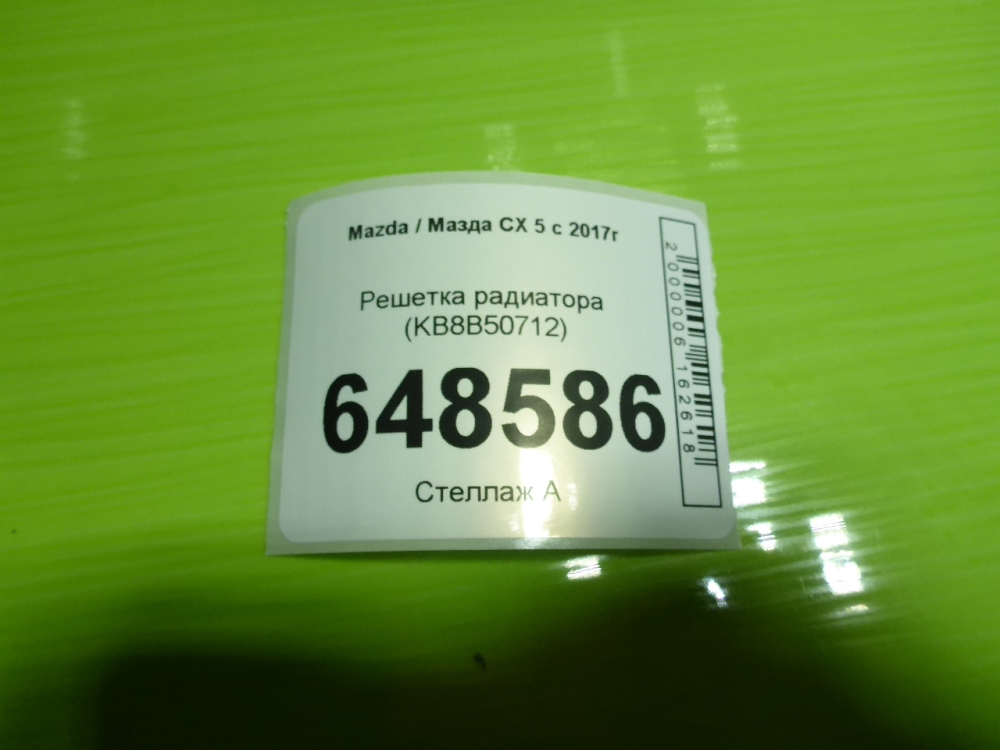 Mazda / Мазда CX 5 с 2017г
Решетка радиатора
(KB8B50712)
648586
Стеллаж А
2000006162618